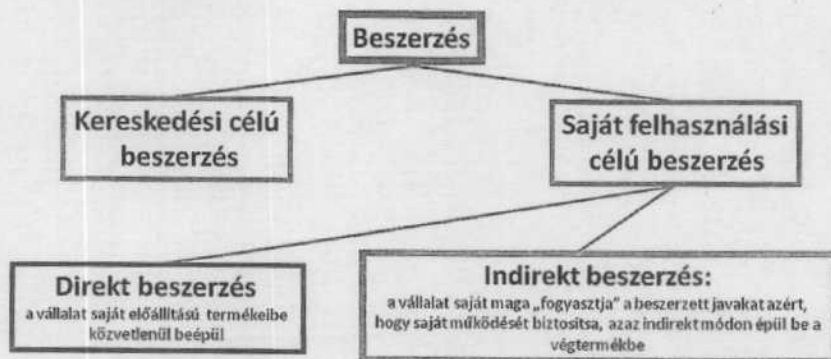 Beszerzés
Kereskedési célú
beszerzés
Saját felhasználási
célú beszerzés
Direkt beszerzés
a vállalat saját előállítású termékeibe
közvetlenül beépül
Indirekt beszerzés:
a vállalat saját maga „fogyasztja” a beszerzett javakat azért,
hogy saját működését biztosítsa, azaz indirekt módon épül be a
végtermékbe